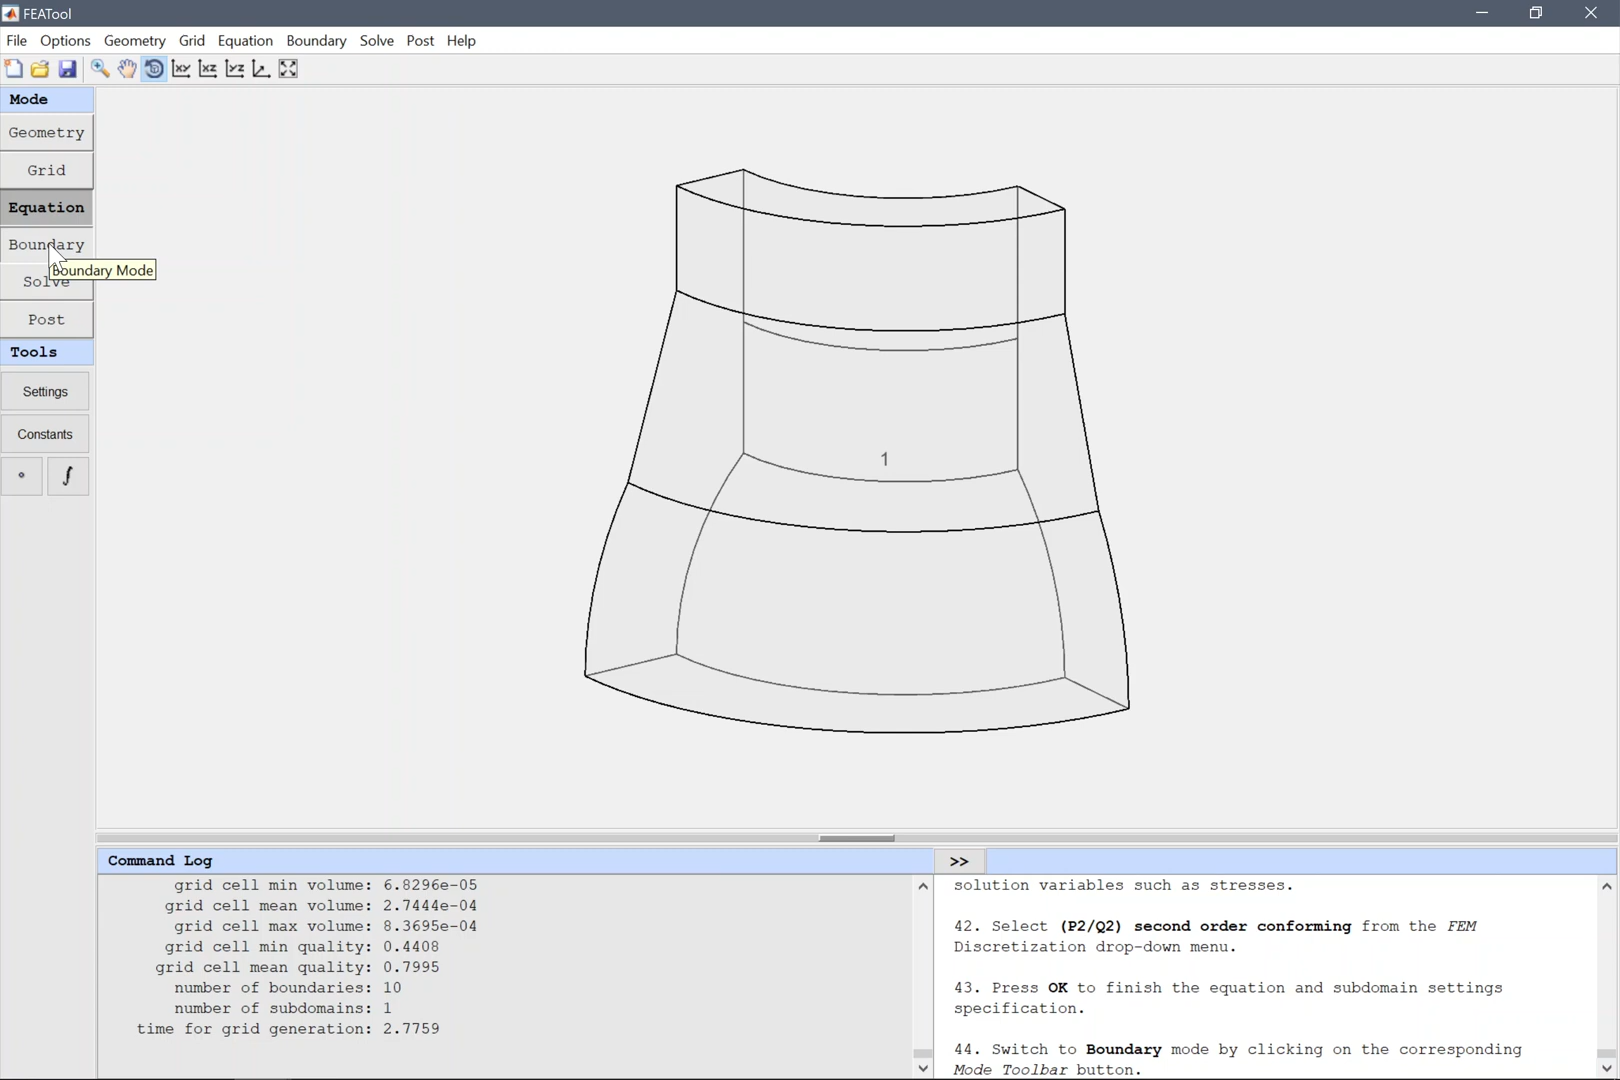 FEATool
File Options Geometry Grid Equation Boundary Solve Post Help
Mode
Geometry
Grid
Equation
Boundary
Boundary Mode
Solve
Post
Tools
Settings
Constants
∫
1
Command Log
grid cell min volume: 6.8296e-05
grid cell mean volume: 2.7444e-04
grid cell max volume: 8.3695e-04
grid cell min quality: 0.4408
grid cell mean quality: 0.7995
number of boundaries: 10
number of subdomains: 1
time for grid generation: 2.7759
>>
solution variables such as stresses.
42. Select (P2/Q2) second order conforming from the FEM
Discretization drop-down menu.
43. Press OK to finish the equation and subdomain settings
specification.
44. Switch to Boundary mode by clicking on the corresponding
Mode Toolbar button.